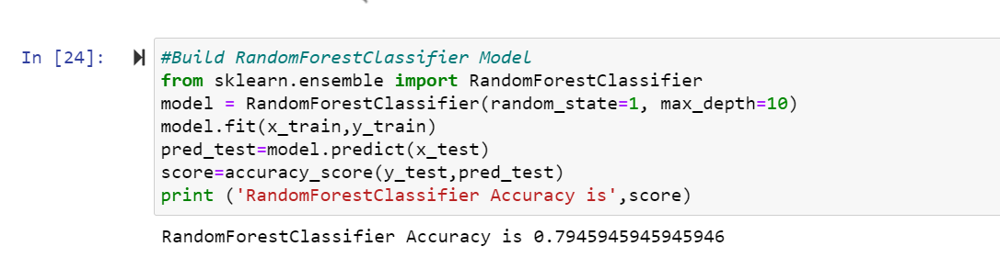 In [24]:
#Build RandomForestClassifier Model
from sklearn.ensemble import RandomForestClassifier
model = RandomForestClassifier(random_state=1, max_depth=10)
model.fit(x_train,y_train)
pred_test=model.predict(x_test)
score=accuracy_score(y_test,pred_test)
print ('RandomForestClassifier Accuracy is',score)
RandomForestClassifier Accuracy is 0.7945945945945946